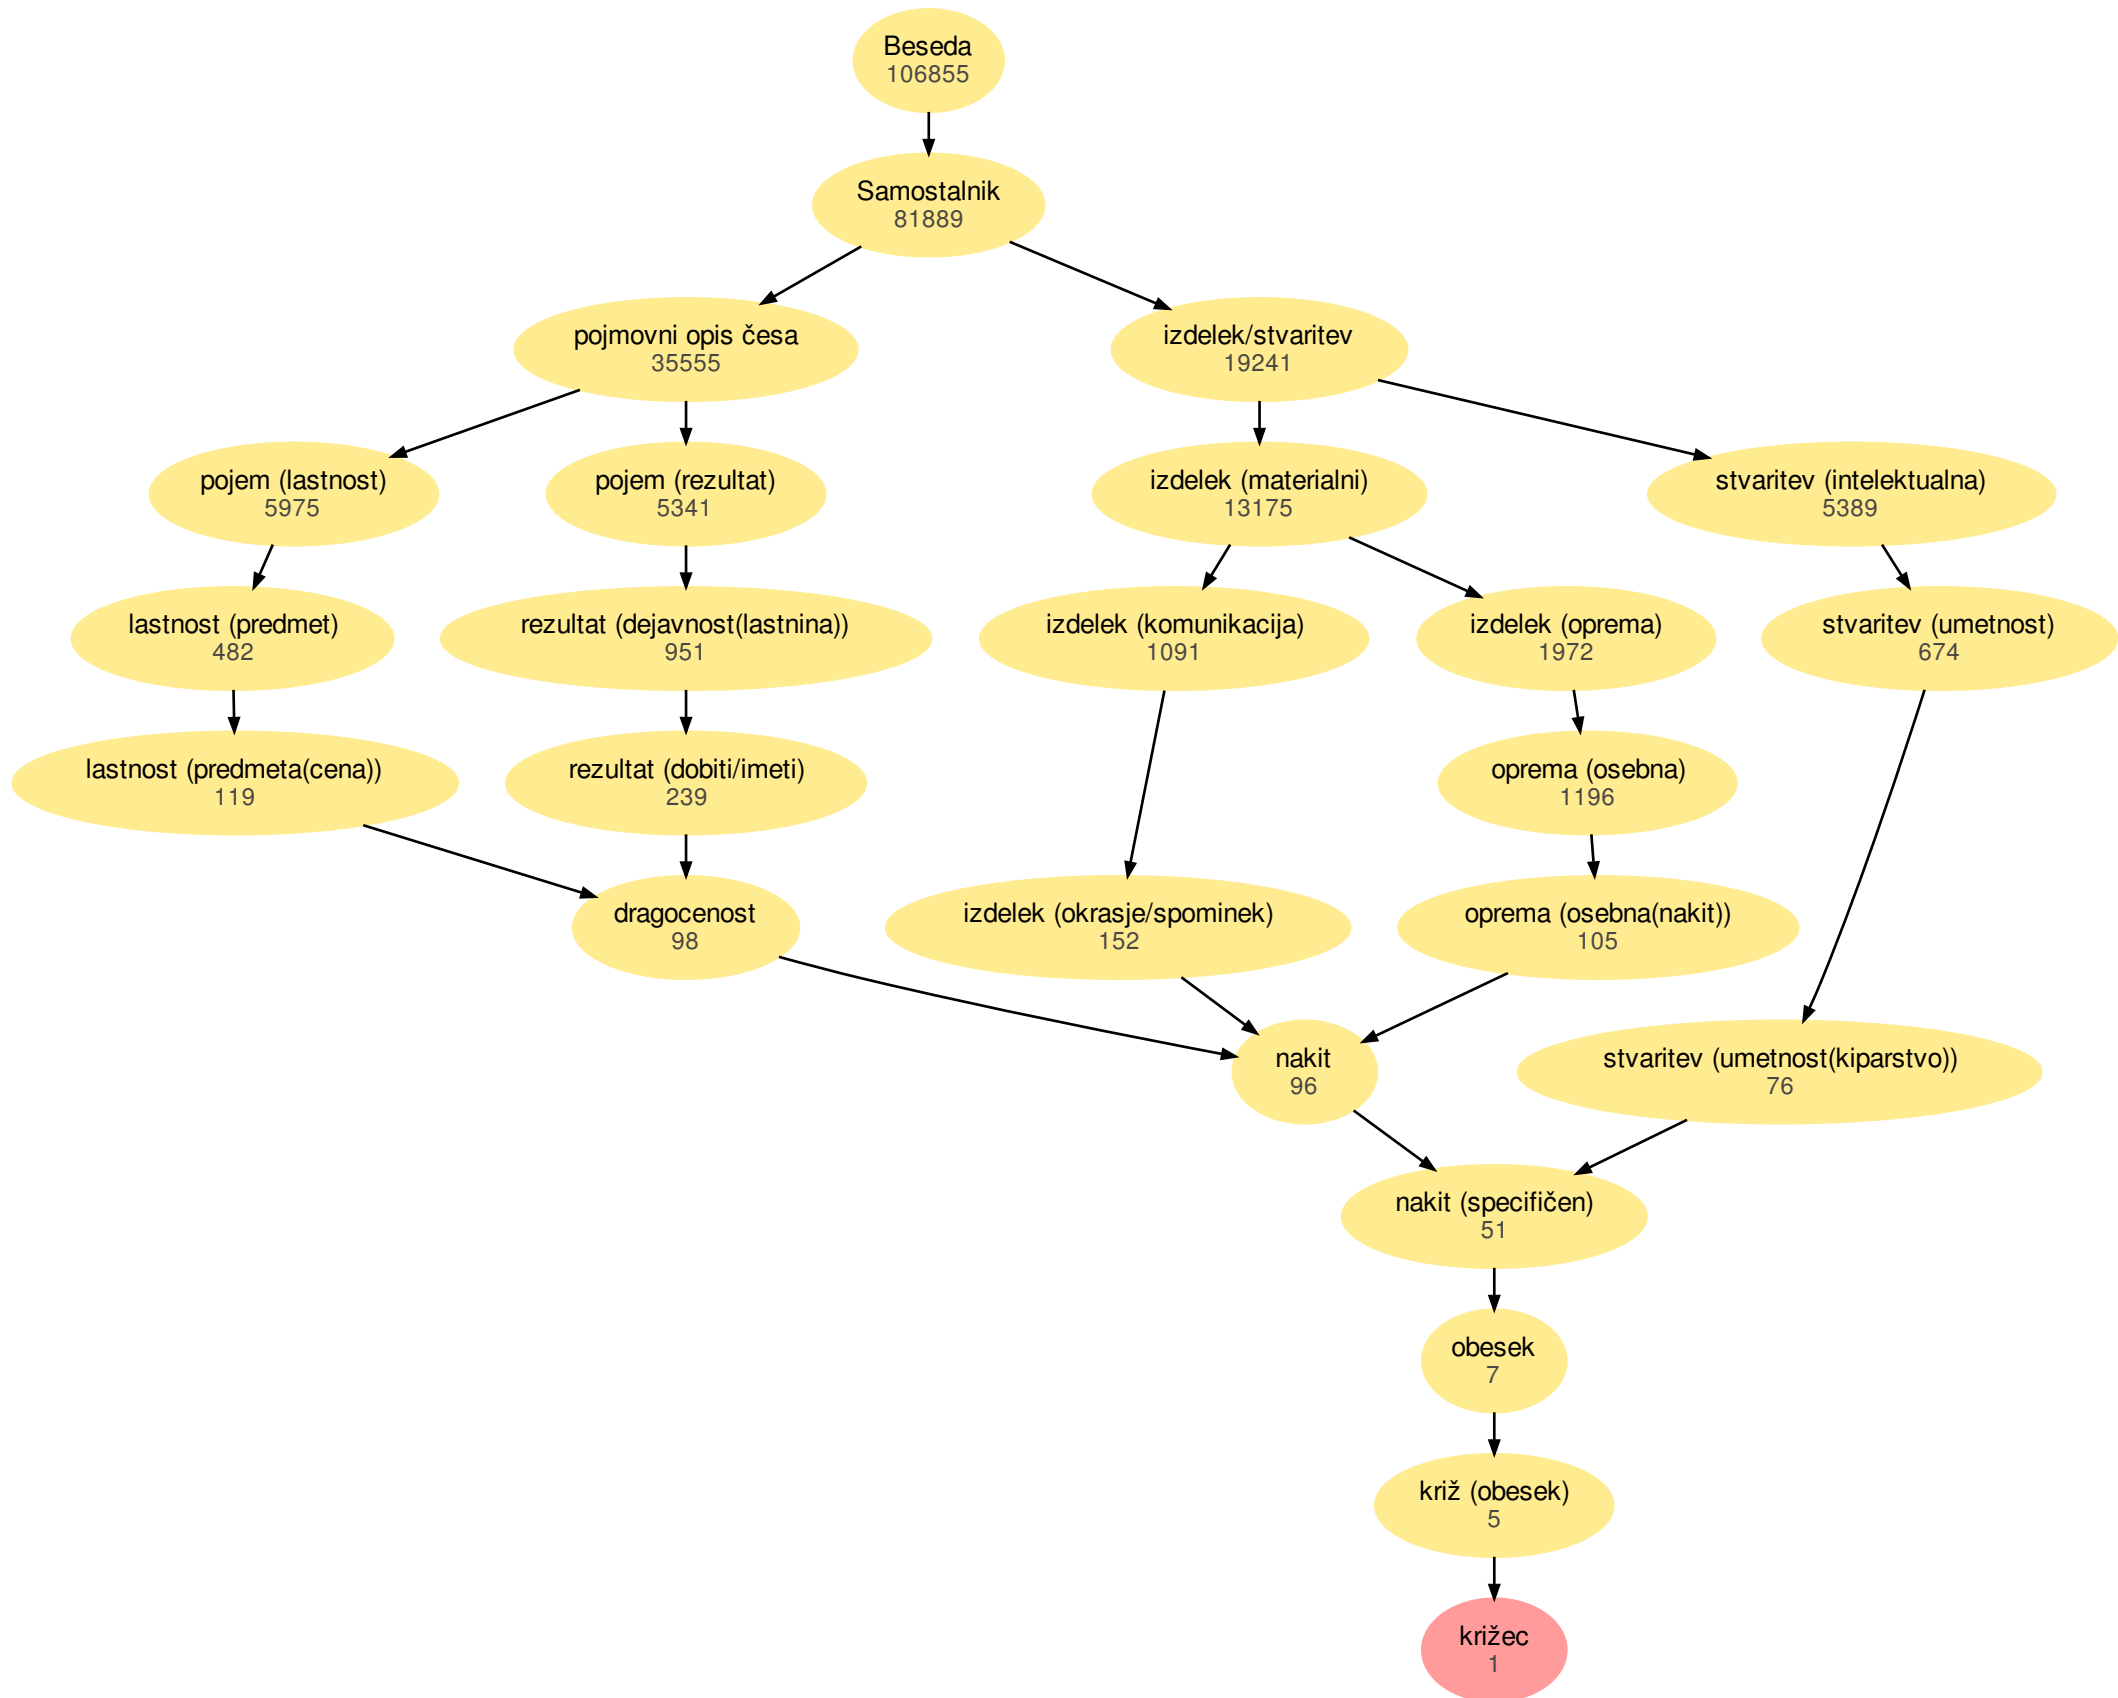 Beseda
106855
Samostalnik
81889
pojmovni opis česa
35555
izdelek/stvaritev
19241
pojem (lastnost)
5975
pojem (rezultat)
5341
izdelek (materialni)
13175
stvaritev (intelektualna)
5389
lastnost (predmet)
482
rezultat (dejavnost(lastnina))
951
izdelek (komunikacija)
1091
izdelek (oprema)
1972
stvaritev (umetnost)
674
lastnost (predmeta(cena))
119
rezultat (dobiti/imeti)
239
oprema (osebna)
1196
dragocenost
98
izdelek (okrasje/spominek)
152
oprema (osebna(nakit))
105
nakit
96
stvaritev (umetnost(kiparstvo))
76
nakit (specifičen)
51
obesek
7
križ (obesek)
5
križec
1